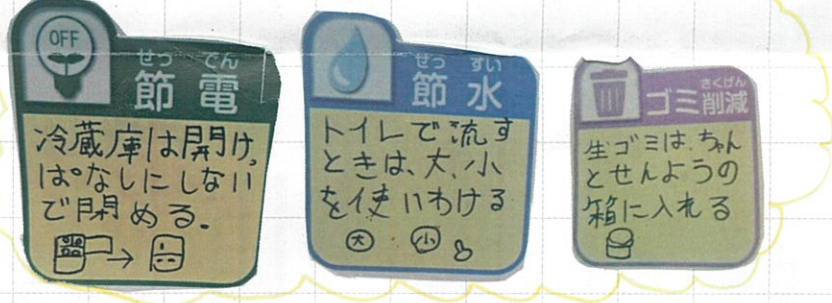 OFF
せつ でん
節電
冷蔵庫は開けっ
ぱなしにしない
で閉める.
せっ すい
節水
トイレで流す
ときは、大、小
を使いわける
大 小
さくげん
ゴミ削減
生ゴミは、ちゃん
とせんようの
箱に入れる